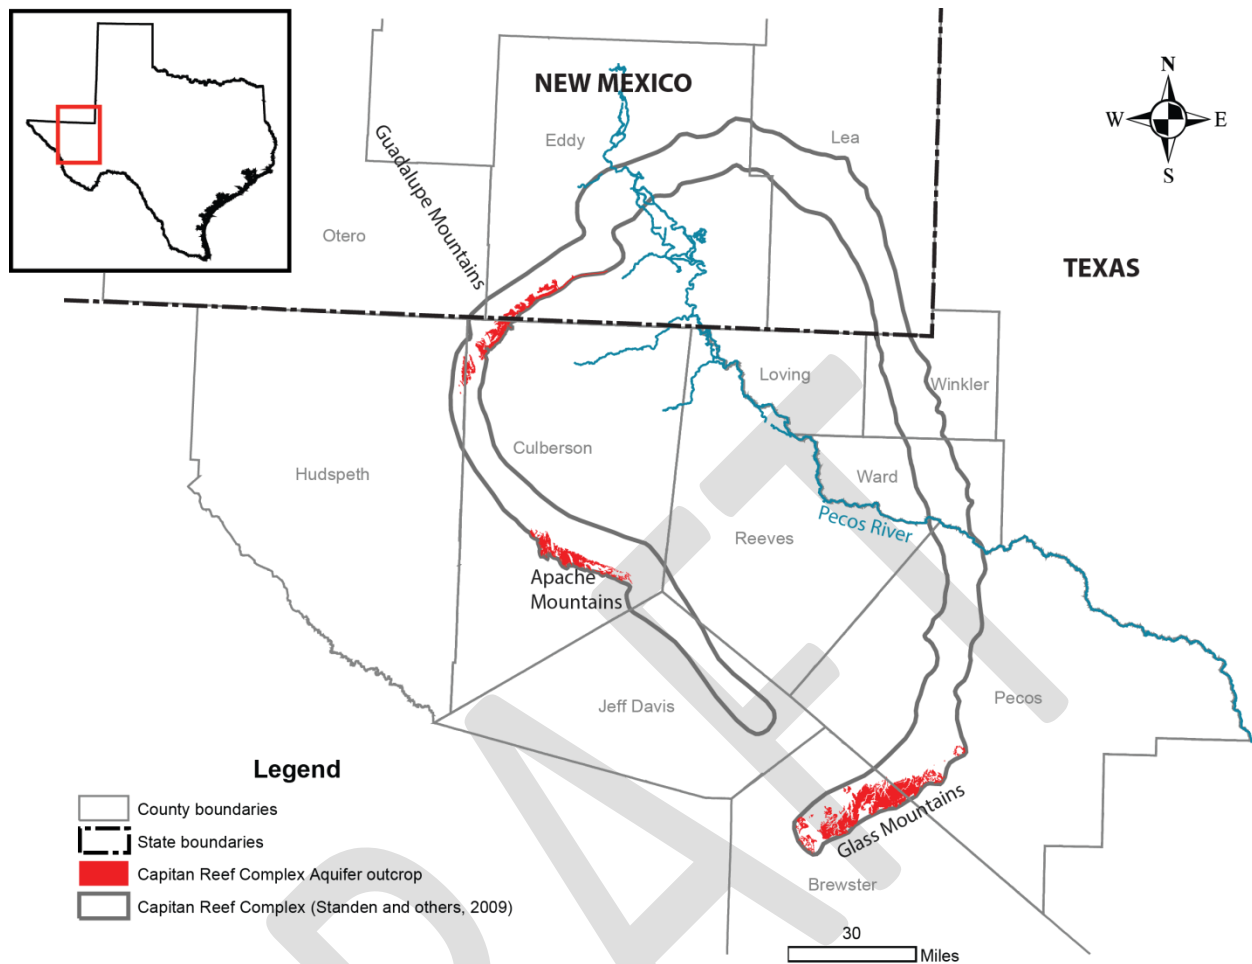 NEW MEXICO
N
W
E
S
Guadalupe Mountains
Eddy
Lea
Otero
TEXAS
Loving
Winkler
Culberson
Hudspeth
Ward
Pecos River
Reeves
Apache
Mountains
Pecos
Jeff Davis
Glass Mountains
Brewster
Legend
County boundaries
State boundaries
Capitan Reef Complex Aquifer outcrop
Capitan Reef Complex (Standen and others, 2009)
30
Miles
DRAFT